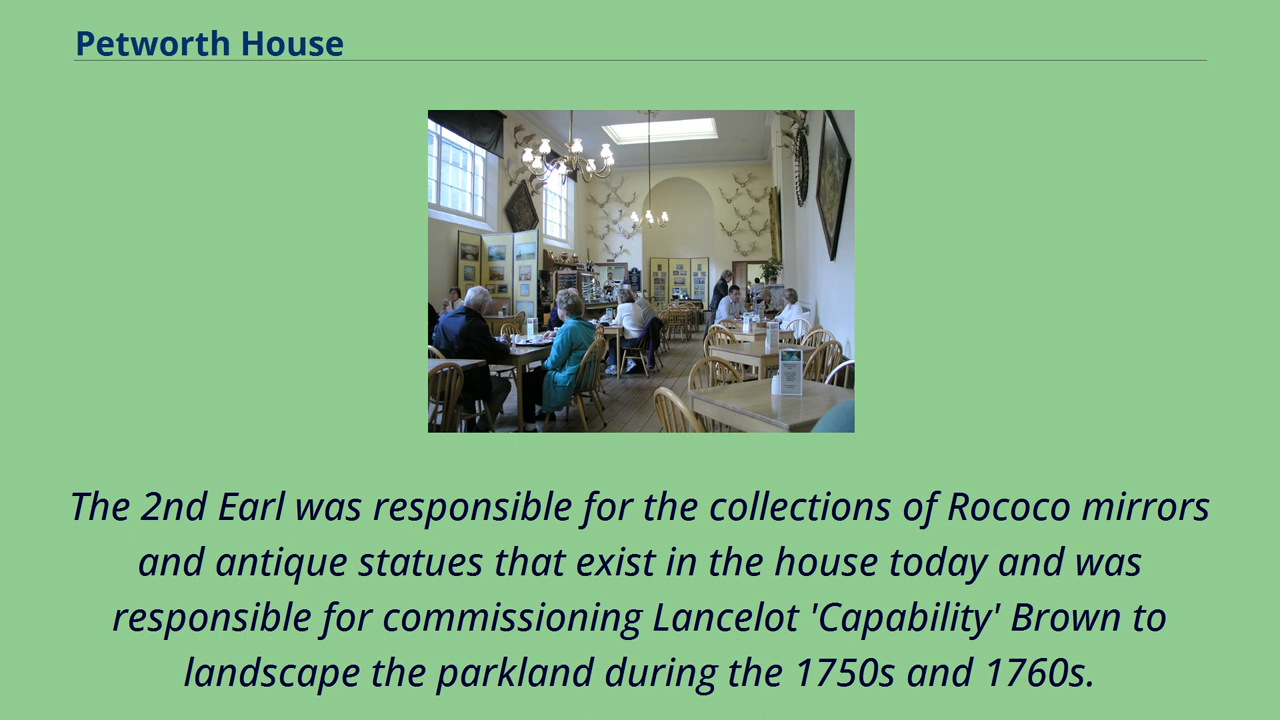 Petworth House
The 2nd Earl was responsible for the collections of Rococo mirrors
and antique statues that exist in the house today and was
responsible for commissioning Lancelot 'Capability' Brown to
landscape the parkland during the 1750s and 1760s.